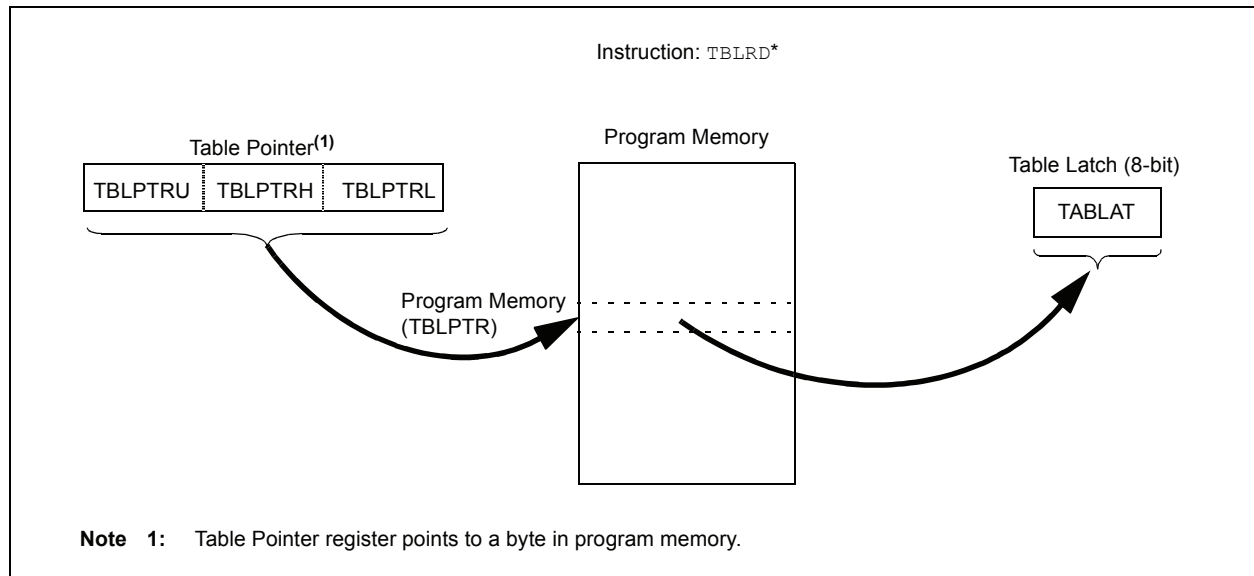 Instruction: TBLRD*
Table Pointer(1)
TBLPTRU TBLPTRH TBLPTRL
Program Memory
Table Latch (8-bit)
TABLAT
Program Memory
(TBLPTR)
Note 1: Table Pointer register points to a byte in program memory.